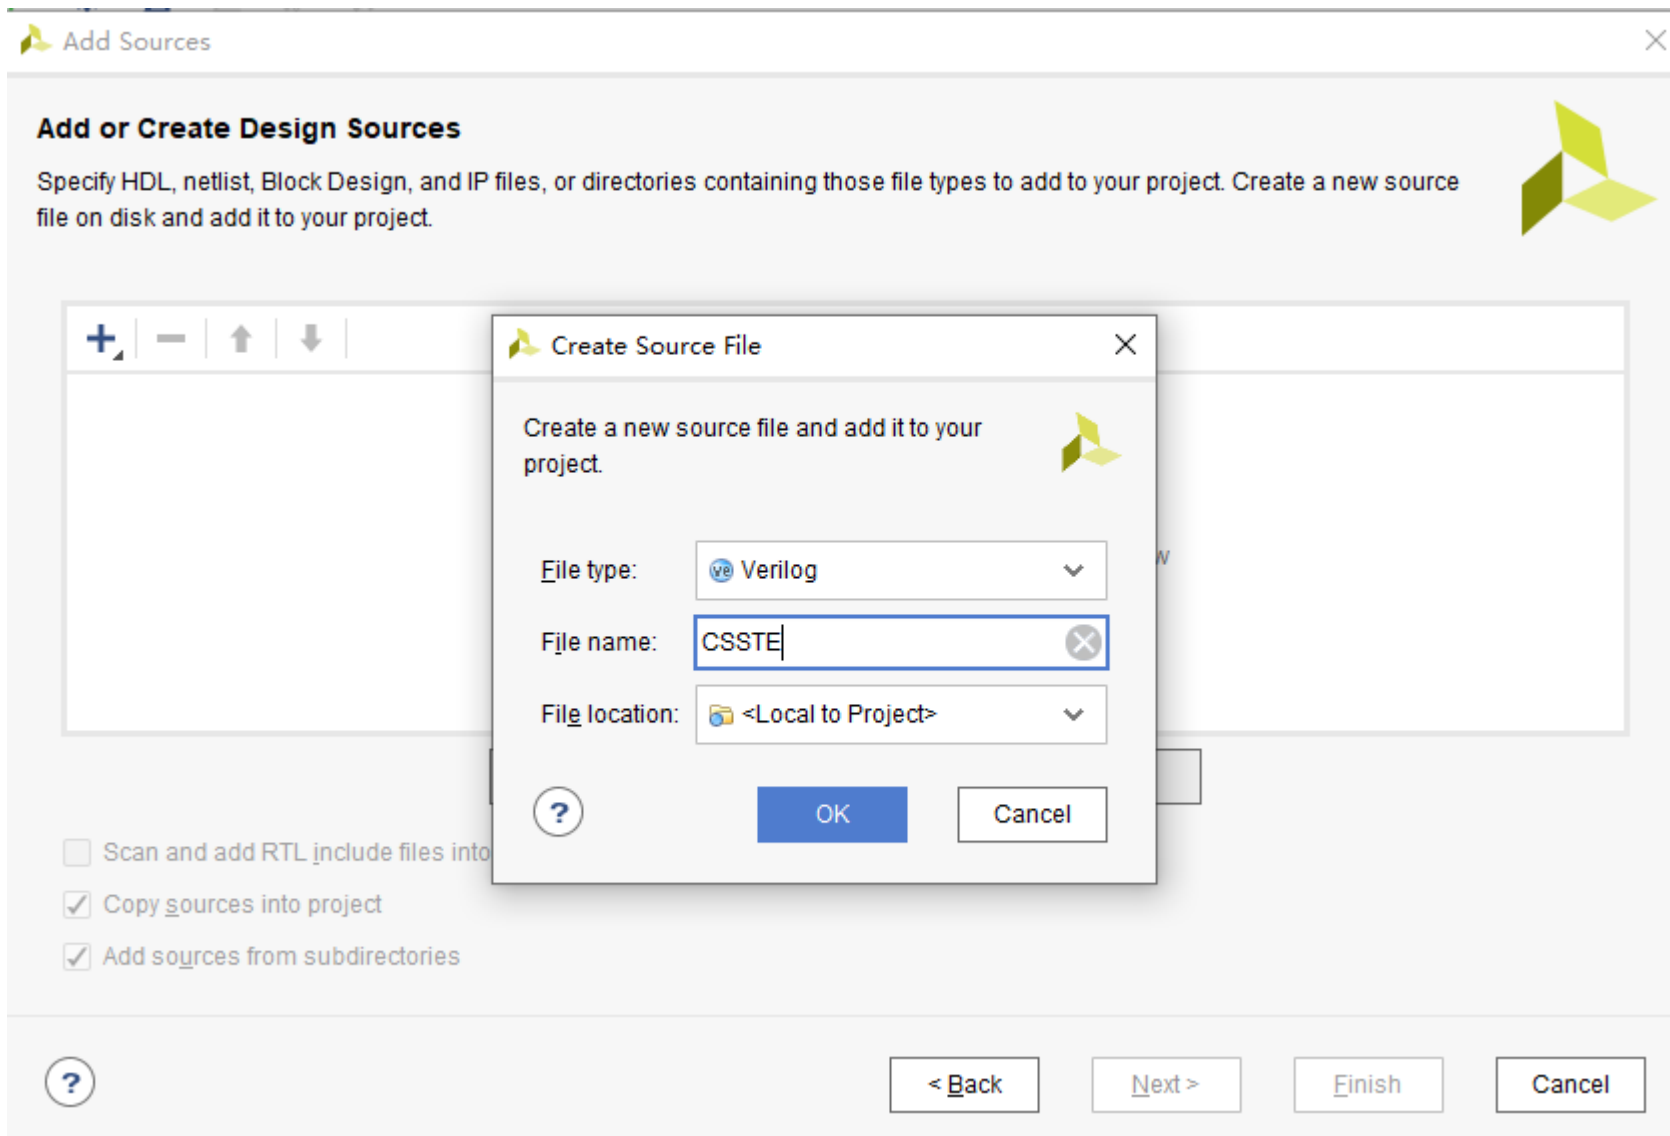 Add Sources
Add or Create Design Sources
Specify HDL, netlist, Block Design, and IP files, or directories containing those file types to add to your project. Create a new source
file on disk and add it to your project.
Create Source File
Create a new source file and add it to your
project.
File type: Verilog
File name: CSSTE
File location: <Local to Project>
? OK Cancel
Scan and add RTL include files into
Copy sources into project
Add sources from subdirectories
? < Back Next > Finish Cancel